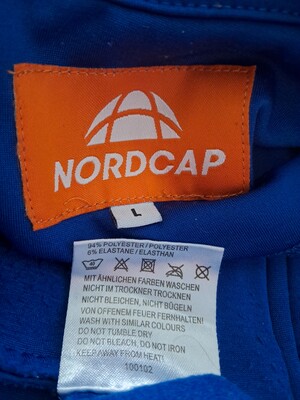 NORDCAP
L
94% POLYESTER / POLYESTER
6% ELASTANE / ELASTHAN
MIT ÄHNLICHEN FARBEN WASCHEN
NICHT IM TROCKNER TROCKNEN
NICHT BLEICHEN, NICHT BÜGELN
VON OFFENEM FEUER FERNHALTEN!
WASH WITH SIMILAR COLOURS
DO NOT TUMBLE DRY
DO NOT BLEACH, DO NOT IRON
KEEP AWAY FROM HEAT!
100102